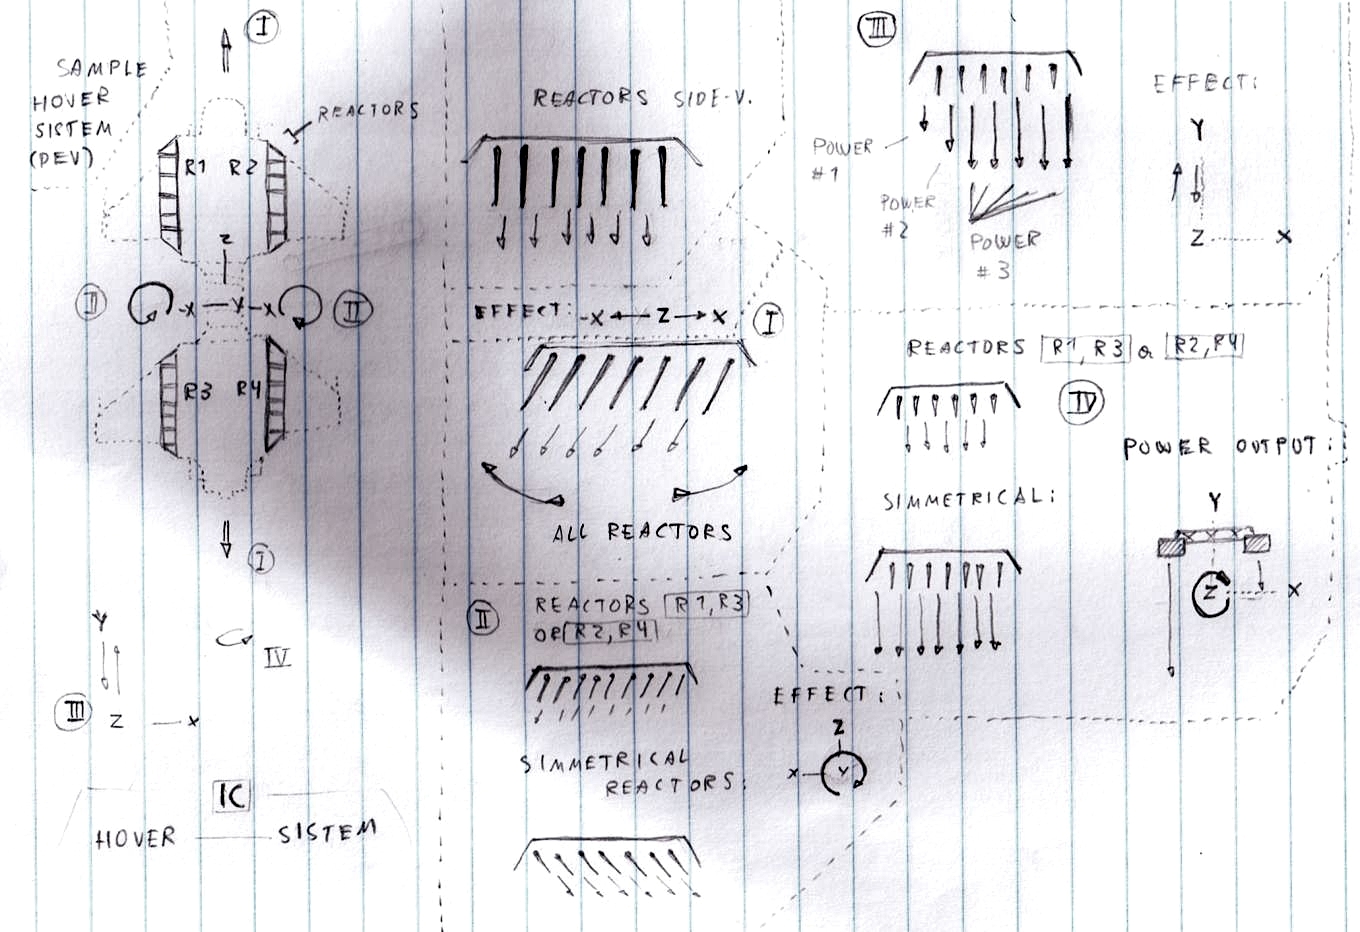 I
SAMPLE
HOVER
SISTEM
(PEV)
REACTORS
R1 R2
Z
II -X Y -X II
R3 R4
I
Y
IV
III Z X
IC
HOVER SISTEM
REACTORS SIDE-V.
EFFECT: -X Z X
I
ALL REACTORS
II
REACTORS R1, R3
OR R2, R4
SIMMETRICAL
REACTORS:
EFFECT:
Z
X Y
III
POWER
#1
POWER
#2
POWER
#3
EFFECT:
Y
Z X
REACTORS R1, R3 OR R2, R4
IV
SIMMETRICAL:
POWER OUTPUT:
Y
Z X